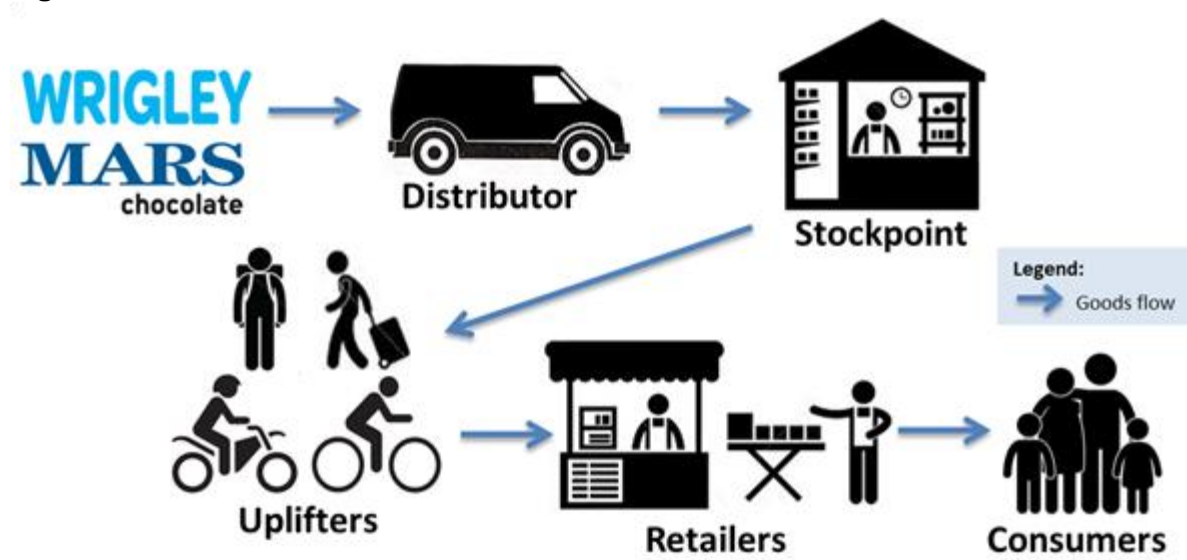 WRIGLEY
MARS
chocolate
Distributor
Stockpoint
Legend:
Goods flow
Uplifters
Retailers
Consumers